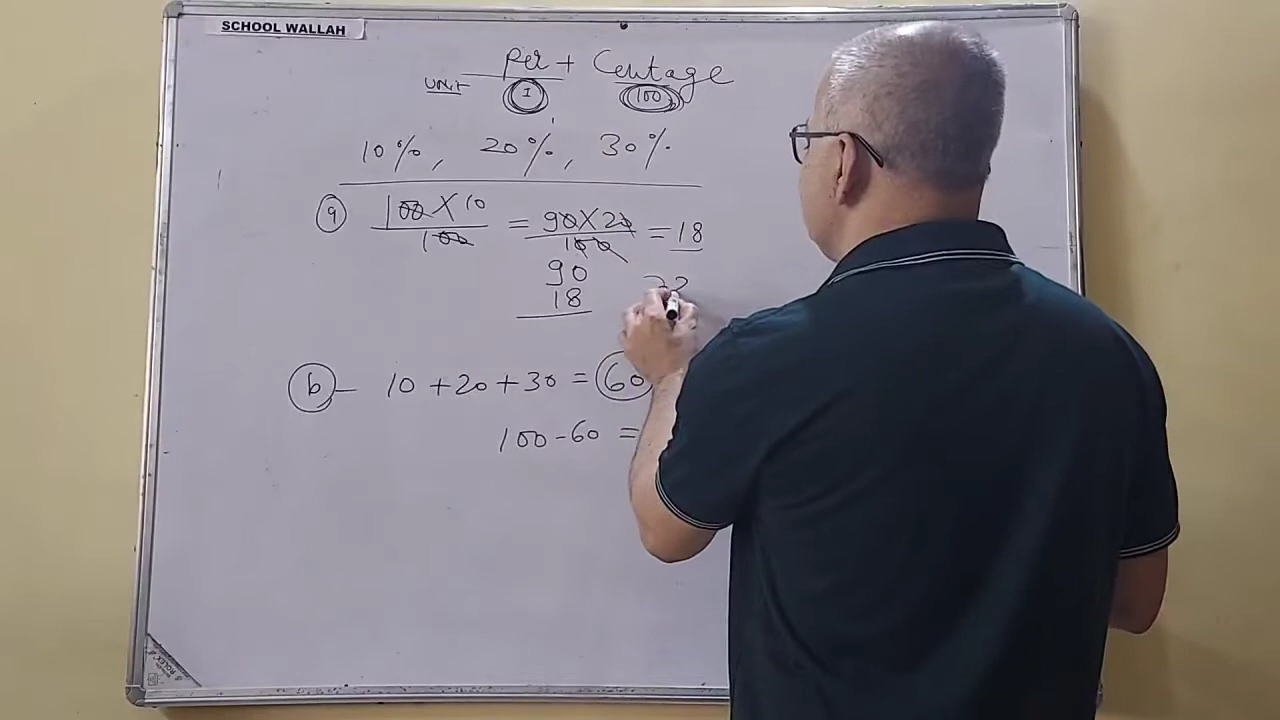 SCHOOL WALLAH
Per + Centage
UNIT 1 100
10%, 20%, 30%
a 100 X 10 / 100 = 90 X 20 / 100 = 18
90
18
b - 10 + 20 + 30 = 60
100 - 60 =
ROLEX